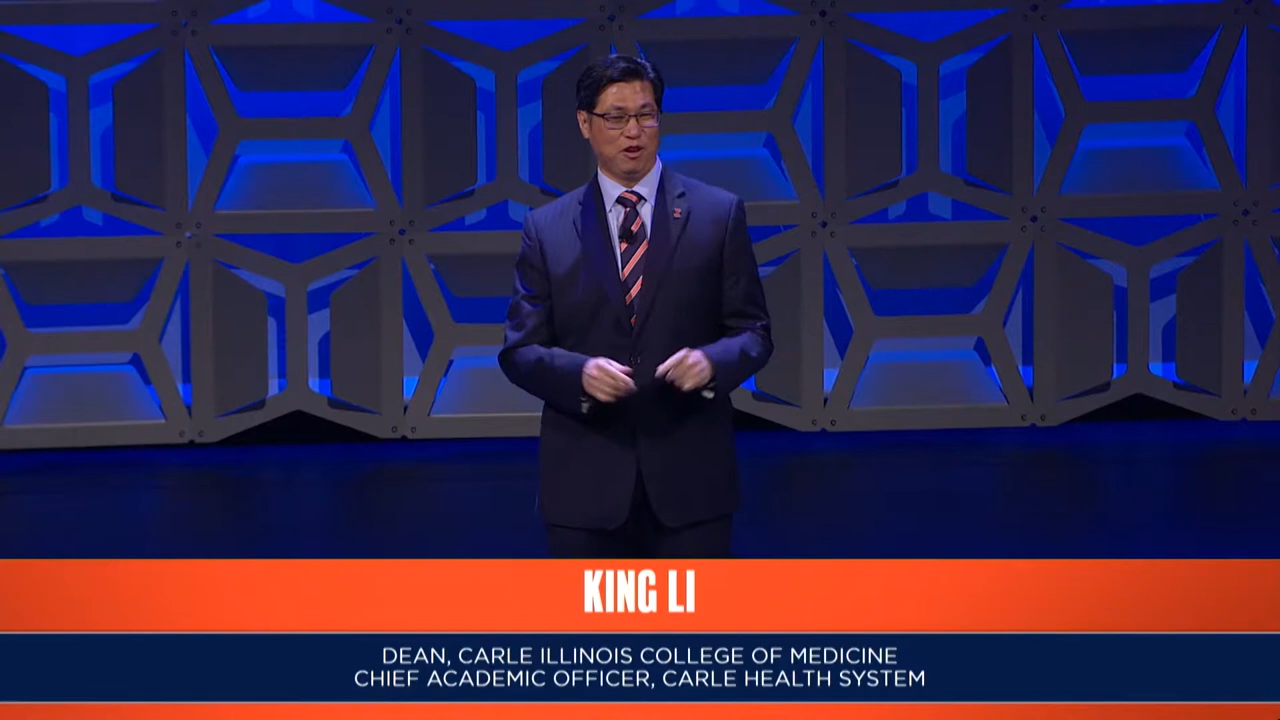 KING LI
DEAN, CARLE ILLINOIS COLLEGE OF MEDICINE
CHIEF ACADEMIC OFFICER, CARLE HEALTH SYSTEM